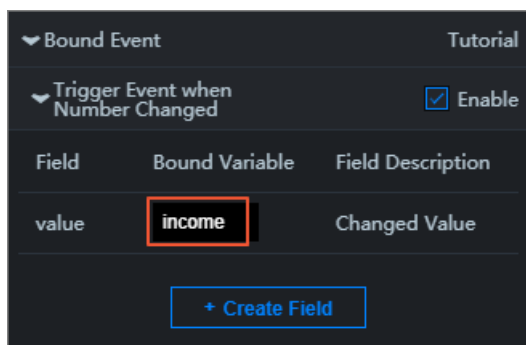 Bound Event Tutorial
Trigger Event when
Number Changed
Enable
Field Bound Variable Field Description
value income Changed Value
+ Create Field